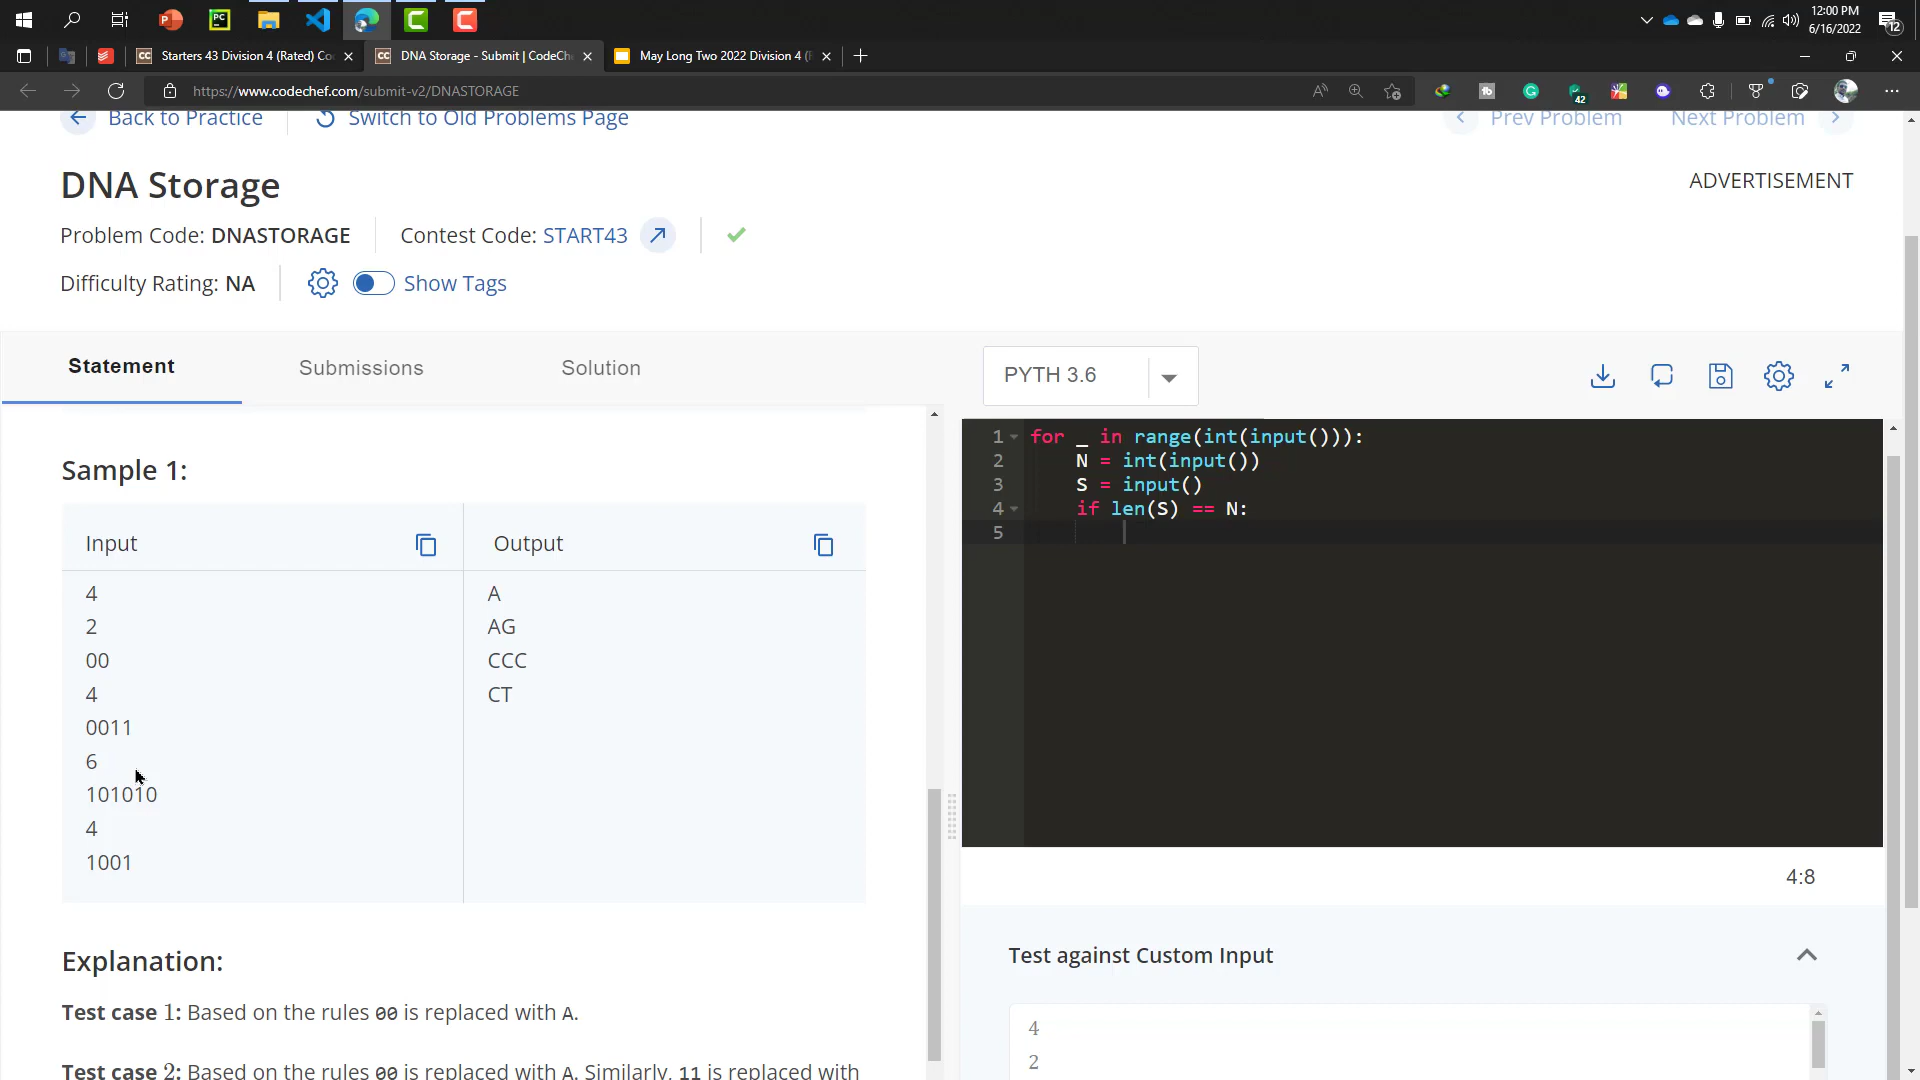 12:00 PM
6/16/2022
12
Starters 43 Division 4 (Rated) Co
DNA Storage - Submit | CodeCh
May Long Two 2022 Division 4 (
https://www.codechef.com/submit-v2/DNASTORAGE
42
Back to Practice
Switch to Old Problems Page
Prev Problem
Next Problem
DNA Storage
ADVERTISEMENT
Problem Code: DNASTORAGE
Contest Code: START43
Difficulty Rating: NA
Show Tags
Statement
Submissions
Solution
PYTH 3.6
Sample 1:
Input
Output
4
A
2
AG
00
CCC
4
CT
0011
6
101010
4
1001
Explanation:
Test case 1: Based on the rules 00 is replaced with A.
Test case 2: Based on the rules 00 is replaced with A. Similarly, 11 is replaced with
1 for _ in range(int(input())):
2 N = int(input())
3 S = input()
4 if len(S) == N:
5
4:8
Test against Custom Input
4
2